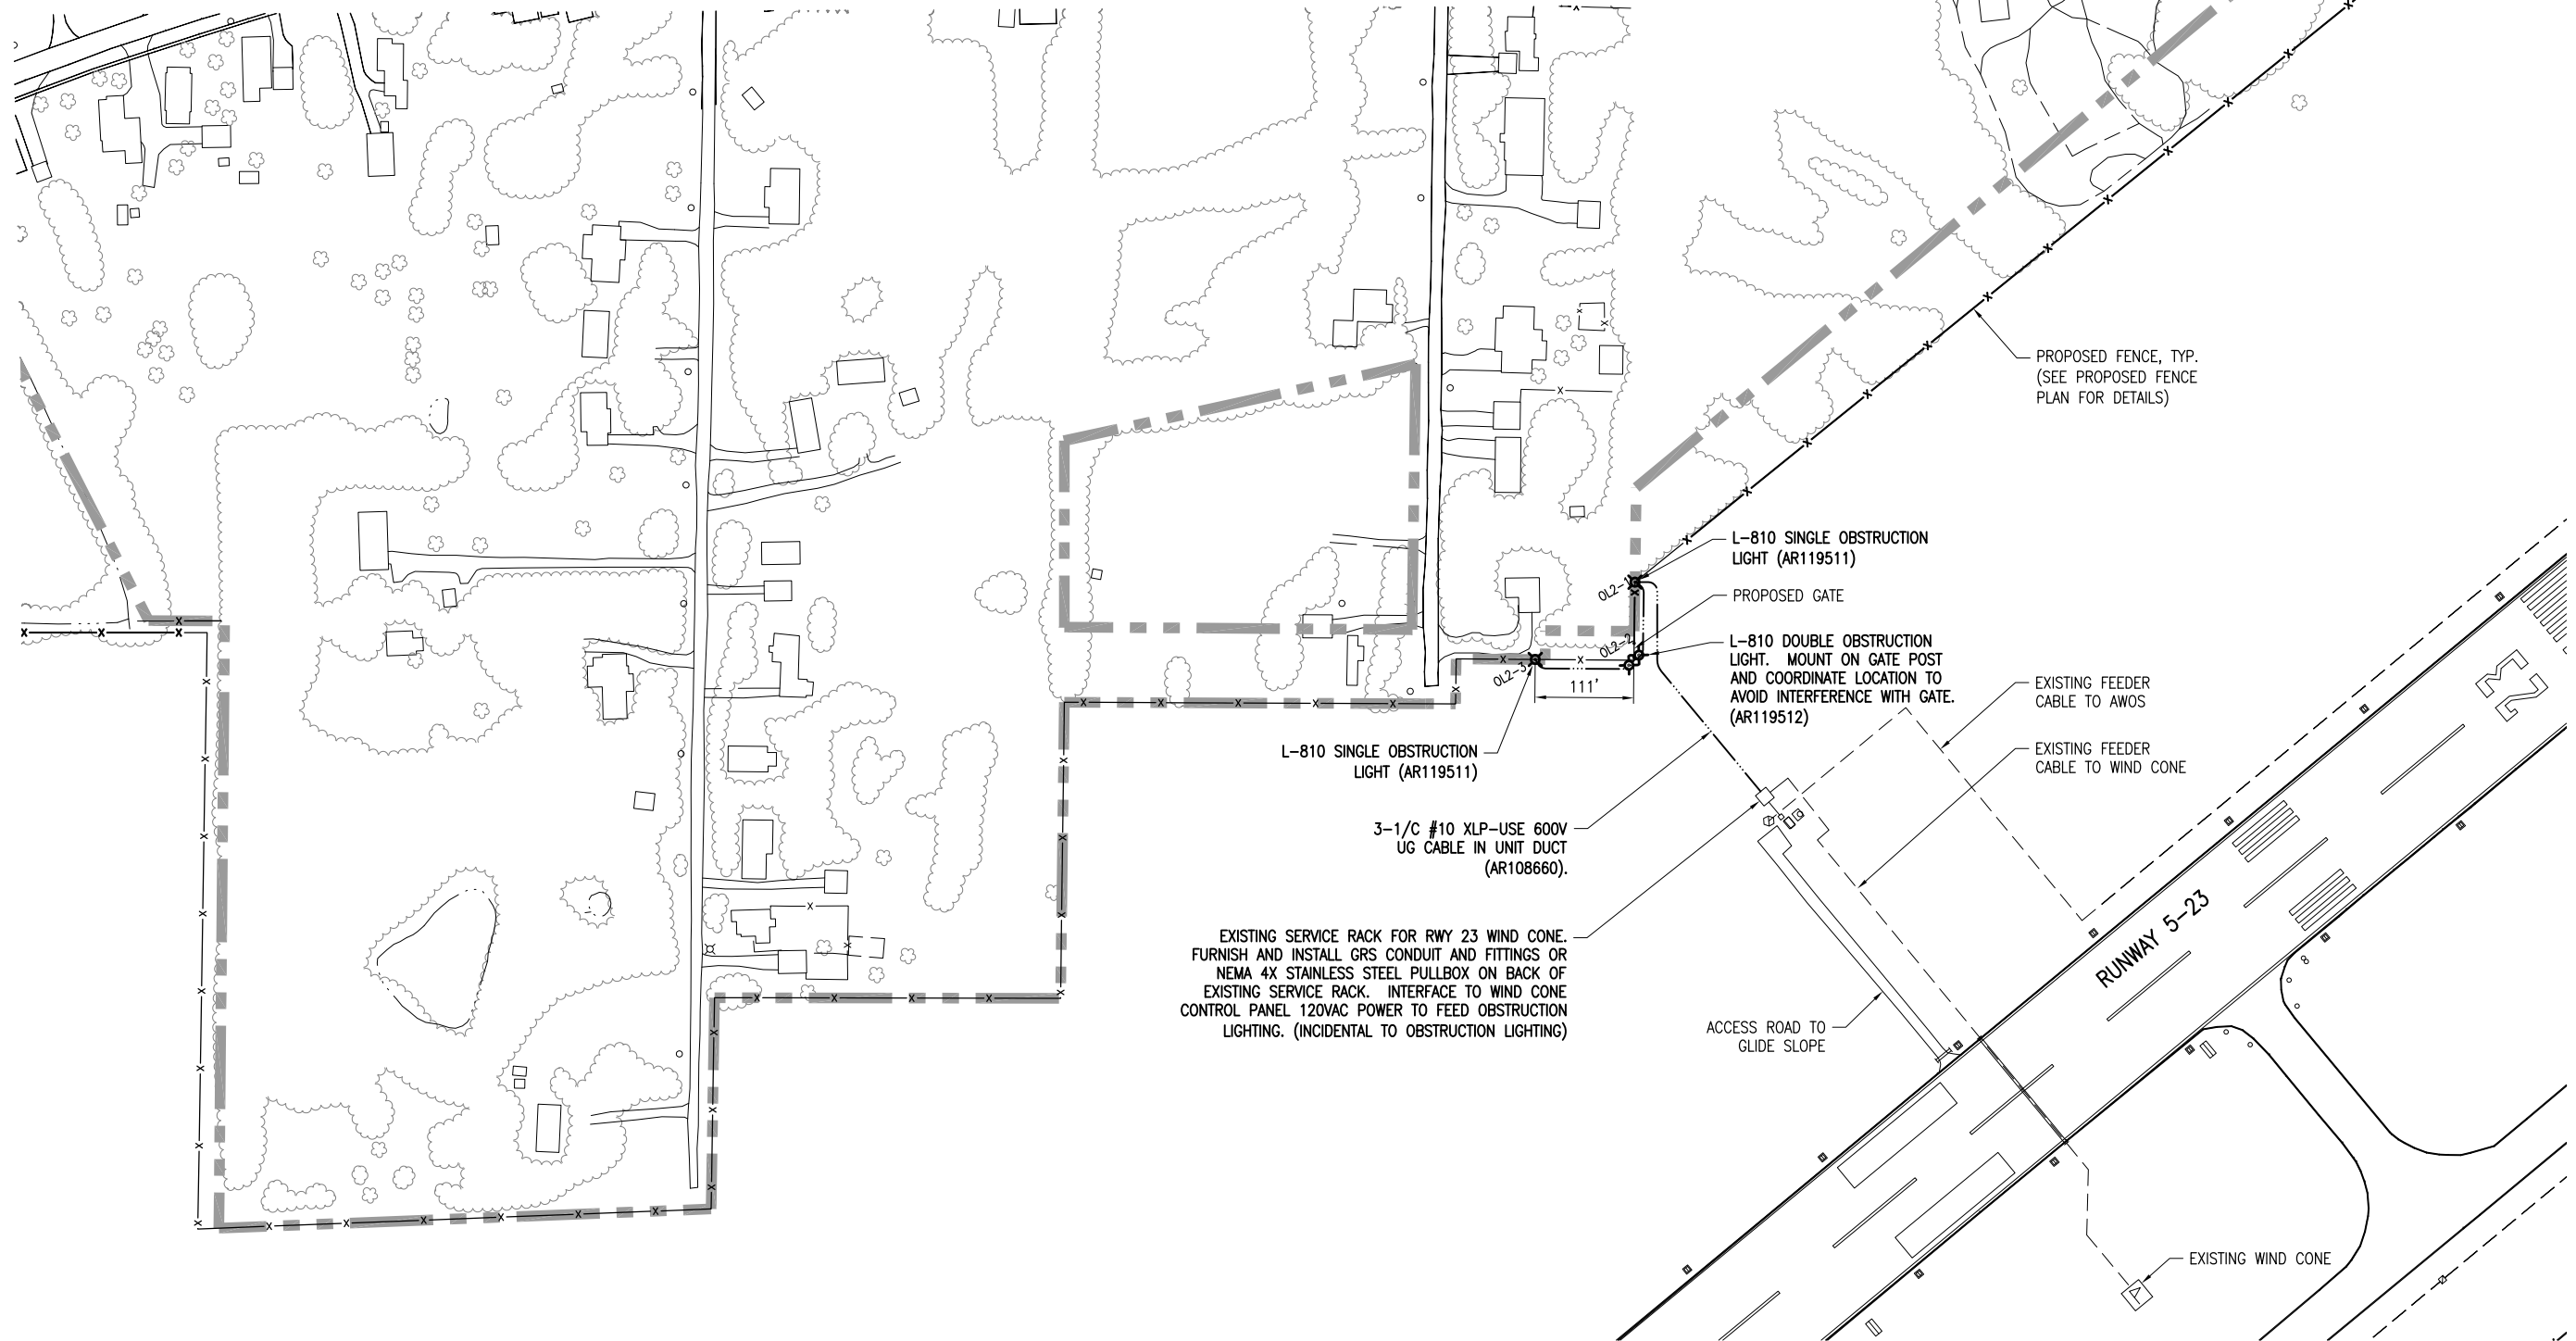 PROPOSED FENCE, TYP.
(SEE PROPOSED FENCE
PLAN FOR DETAILS)
L-810 SINGLE OBSTRUCTION
LIGHT (AR119511)
OL2-1
PROPOSED GATE
OL2-2
L-810 DOUBLE OBSTRUCTION
LIGHT. MOUNT ON GATE POST
AND COORDINATE LOCATION TO
AVOID INTERFERENCE WITH GATE.
(AR119512)
OL2-3
111'
EXISTING FEEDER
CABLE TO AWOS
EXISTING FEEDER
CABLE TO WIND CONE
L-810 SINGLE OBSTRUCTION
LIGHT (AR119511)
3-1/C #10 XLP-USE 600V
UG CABLE IN UNIT DUCT
(AR108660).
EXISTING SERVICE RACK FOR RWY 23 WIND CONE.
FURNISH AND INSTALL GRS CONDUIT AND FITTINGS OR
NEMA 4X STAINLESS STEEL PULLBOX ON BACK OF
EXISTING SERVICE RACK. INTERFACE TO WIND CONE
CONTROL PANEL 120VAC POWER TO FEED OBSTRUCTION
LIGHTING. (INCIDENTAL TO OBSTRUCTION LIGHTING)
23
RUNWAY 5-23
ACCESS ROAD TO
GLIDE SLOPE
EXISTING WIND CONE